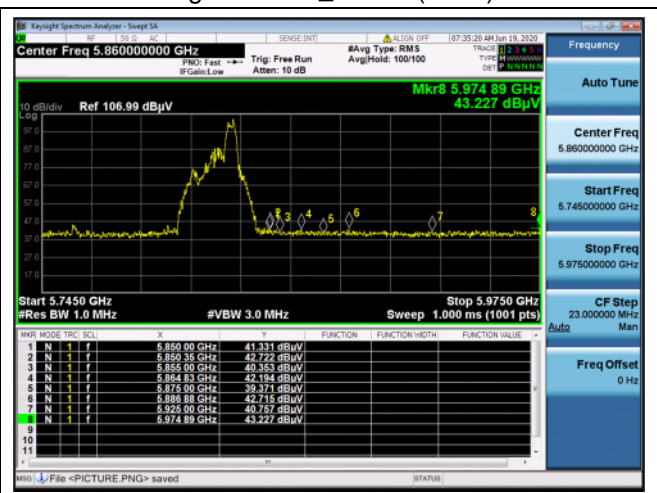 Keysight Spectrum Analyzer - Swept SA
RF 50 Ω AC SENSE:INT ALIGN OFF 07:35:20 AM Jun 19, 2020
Center Freq 5.860000000 GHz #Avg Type: RMS TRACE 1 2 3 4 5 6
PNO: Fast Trig: Free Run Avg|Hold: 100/100 TYPE M WWWWW
IFGain:Low Atten: 10 dB DET P N N N N N
Mkr8 5.974 89 GHz
10 dB/div Ref 106.99 dBµV 43.227 dBµV
Log
97.0
87.0
77.0
67.0
57.0
47.0
37.0
27.0
17.0
2 3 4 5 6 7 8
Start 5.7450 GHz Stop 5.9750 GHz
#Res BW 1.0 MHz #VBW 3.0 MHz Sweep 1.000 ms (1001 pts)
MKR MODE TRC SCL X Y FUNCTION FUNCTION WIDTH FUNCTION VALUE
1 N 1 f 5.850 00 GHz 41.331 dBµV
2 N 1 f 5.850 35 GHz 42.722 dBµV
3 N 1 f 5.855 00 GHz 40.353 dBµV
4 N 1 f 5.864 83 GHz 42.194 dBµV
5 N 1 f 5.875 00 GHz 39.371 dBµV
6 N 1 f 5.886 88 GHz 42.715 dBµV
7 N 1 f 5.925 00 GHz 40.757 dBµV
8 N 1 f 5.974 89 GHz 43.227 dBµV
9
10
11
MSG File <PICTURE.PNG> saved STATUS
Frequency
Auto Tune
Center Freq
5.860000000 GHz
Start Freq
5.745000000 GHz
Stop Freq
5.975000000 GHz
CF Step
23.000000 MHz
Auto Man
Freq Offset
0 Hz